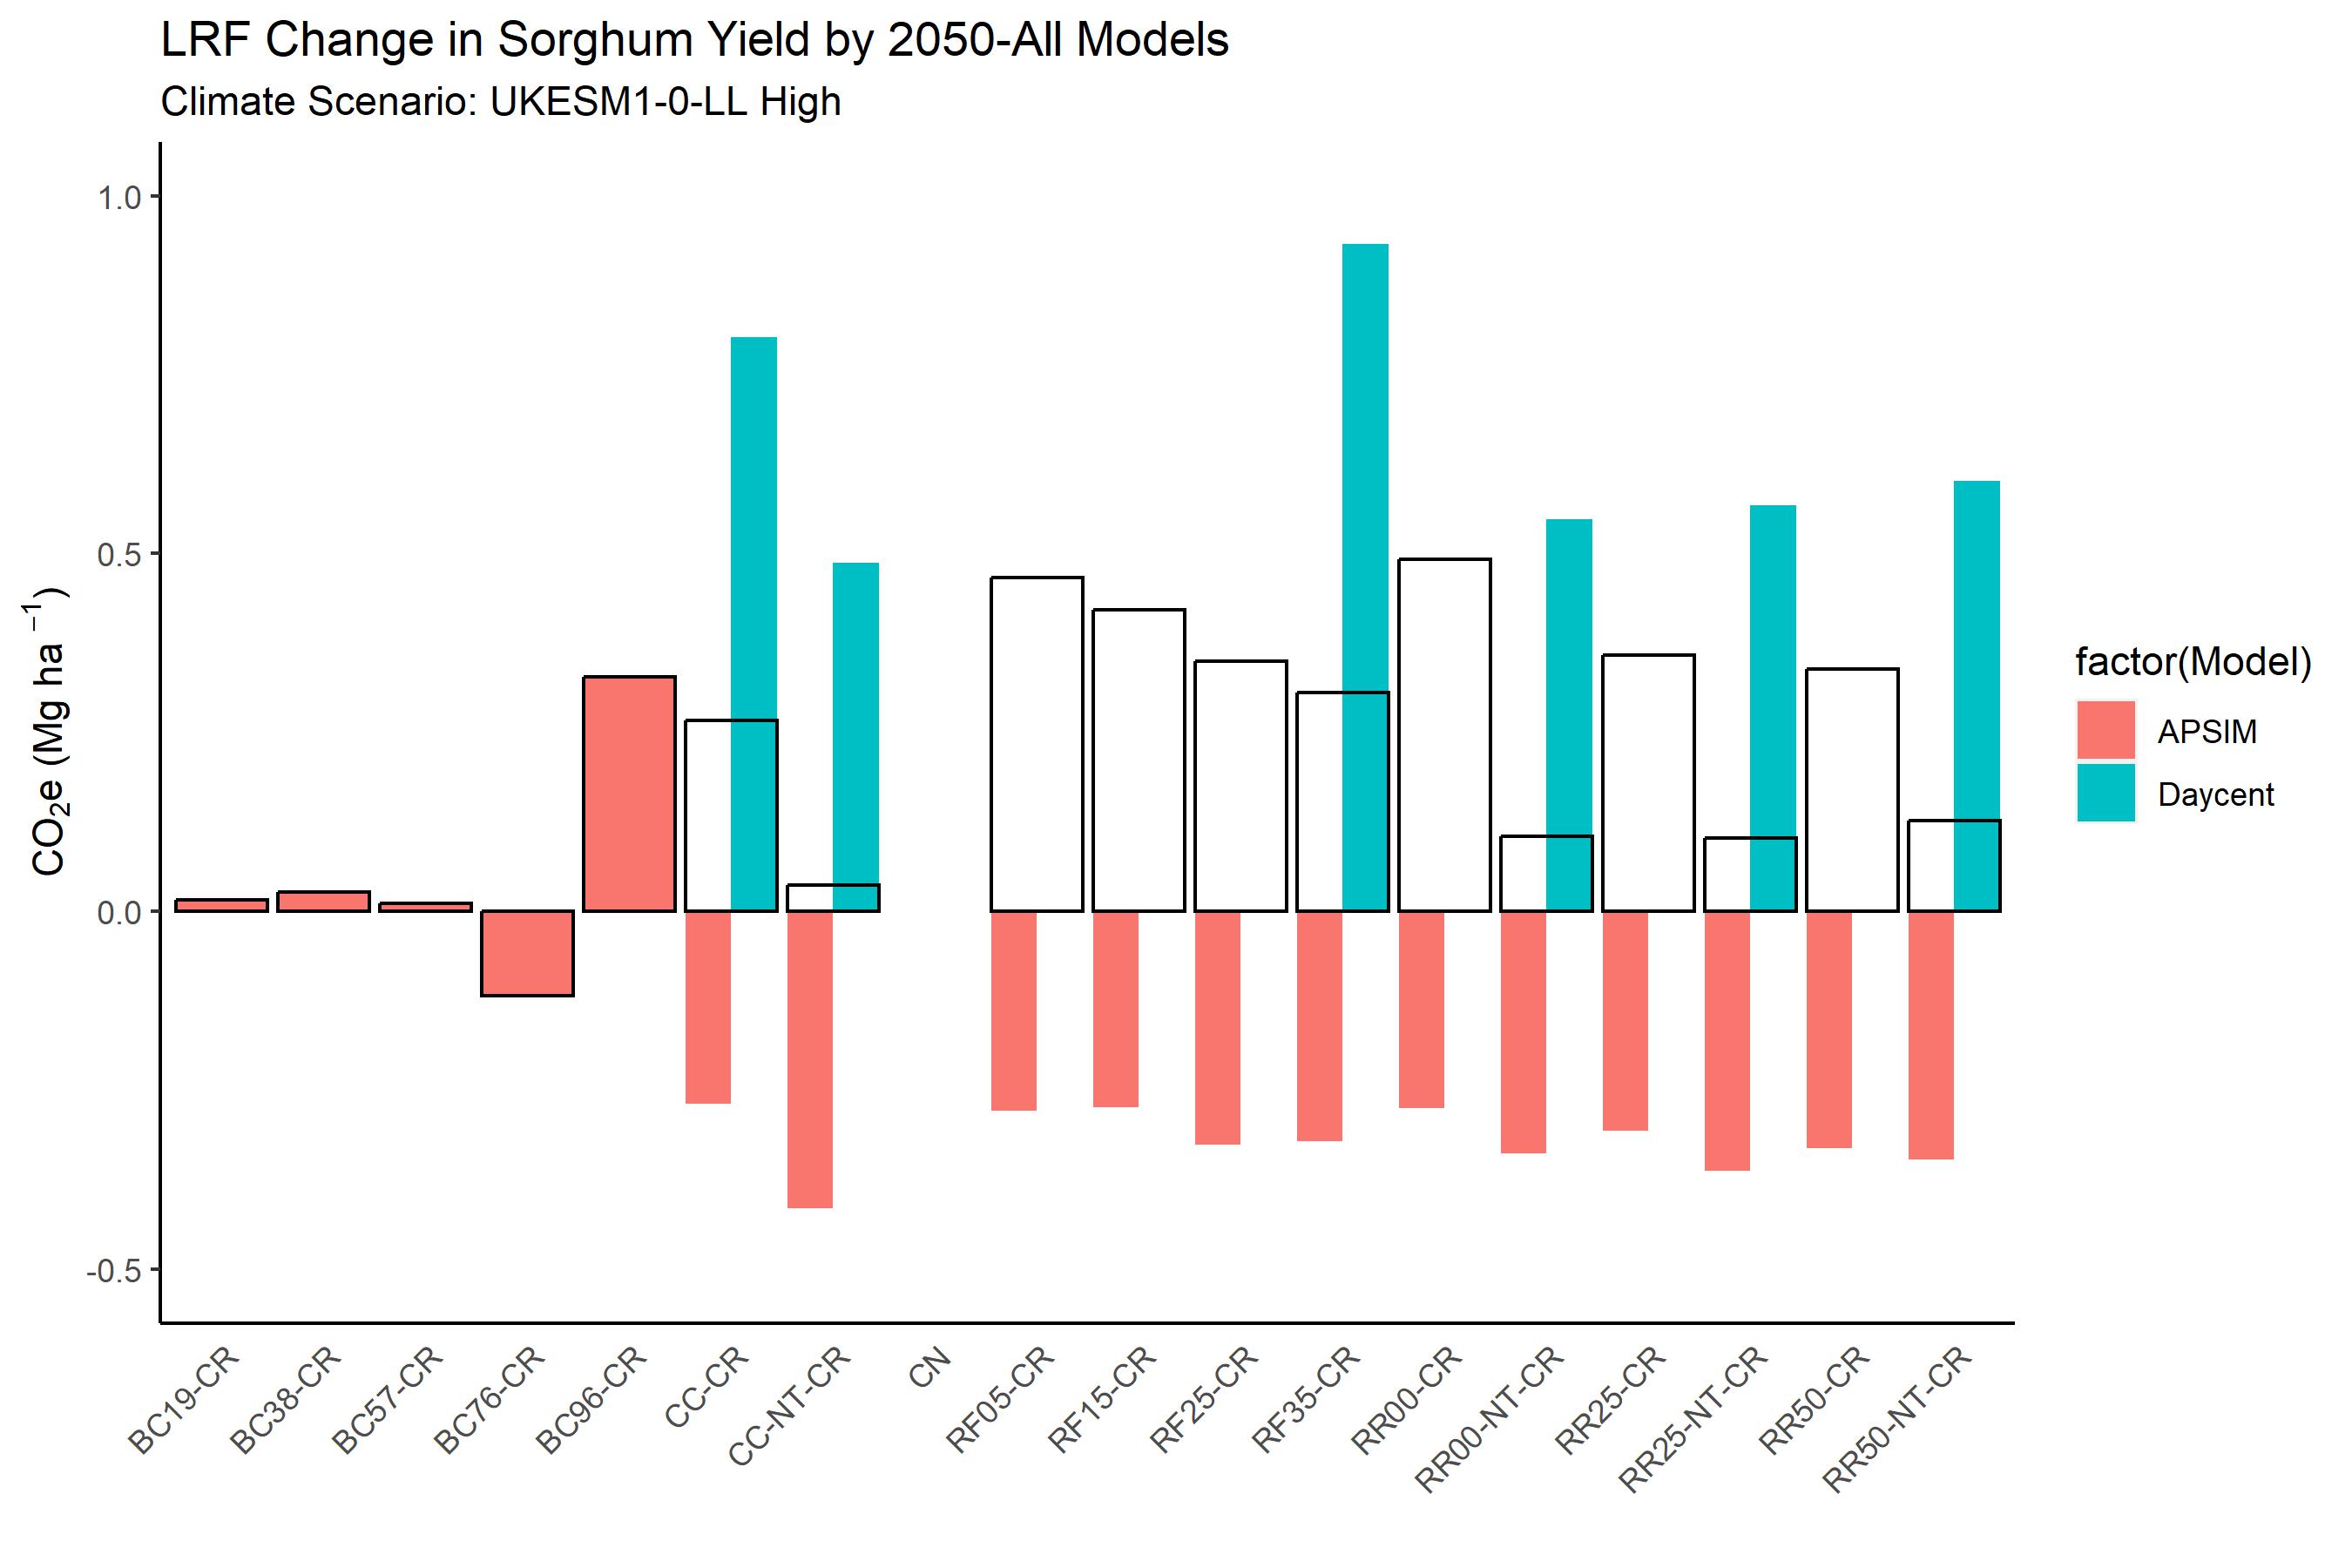 LRF Change in Sorghum Yield by 2050-All Models
Climate Scenario: UKESM1-0-LL High
CO₂e (Mg ha ⁻¹)
1.0
0.5
0.0
-0.5
BC19-CR
BC38-CR
BC57-CR
BC76-CR
BC96-CR
CC-CR
CC-NT-CR
CN
RF05-CR
RF15-CR
RF25-CR
RF35-CR
RR00-CR
RR00-NT-CR
RR25-CR
RR25-NT-CR
RR50-CR
RR50-NT-CR
factor(Model)
APSIM
Daycent